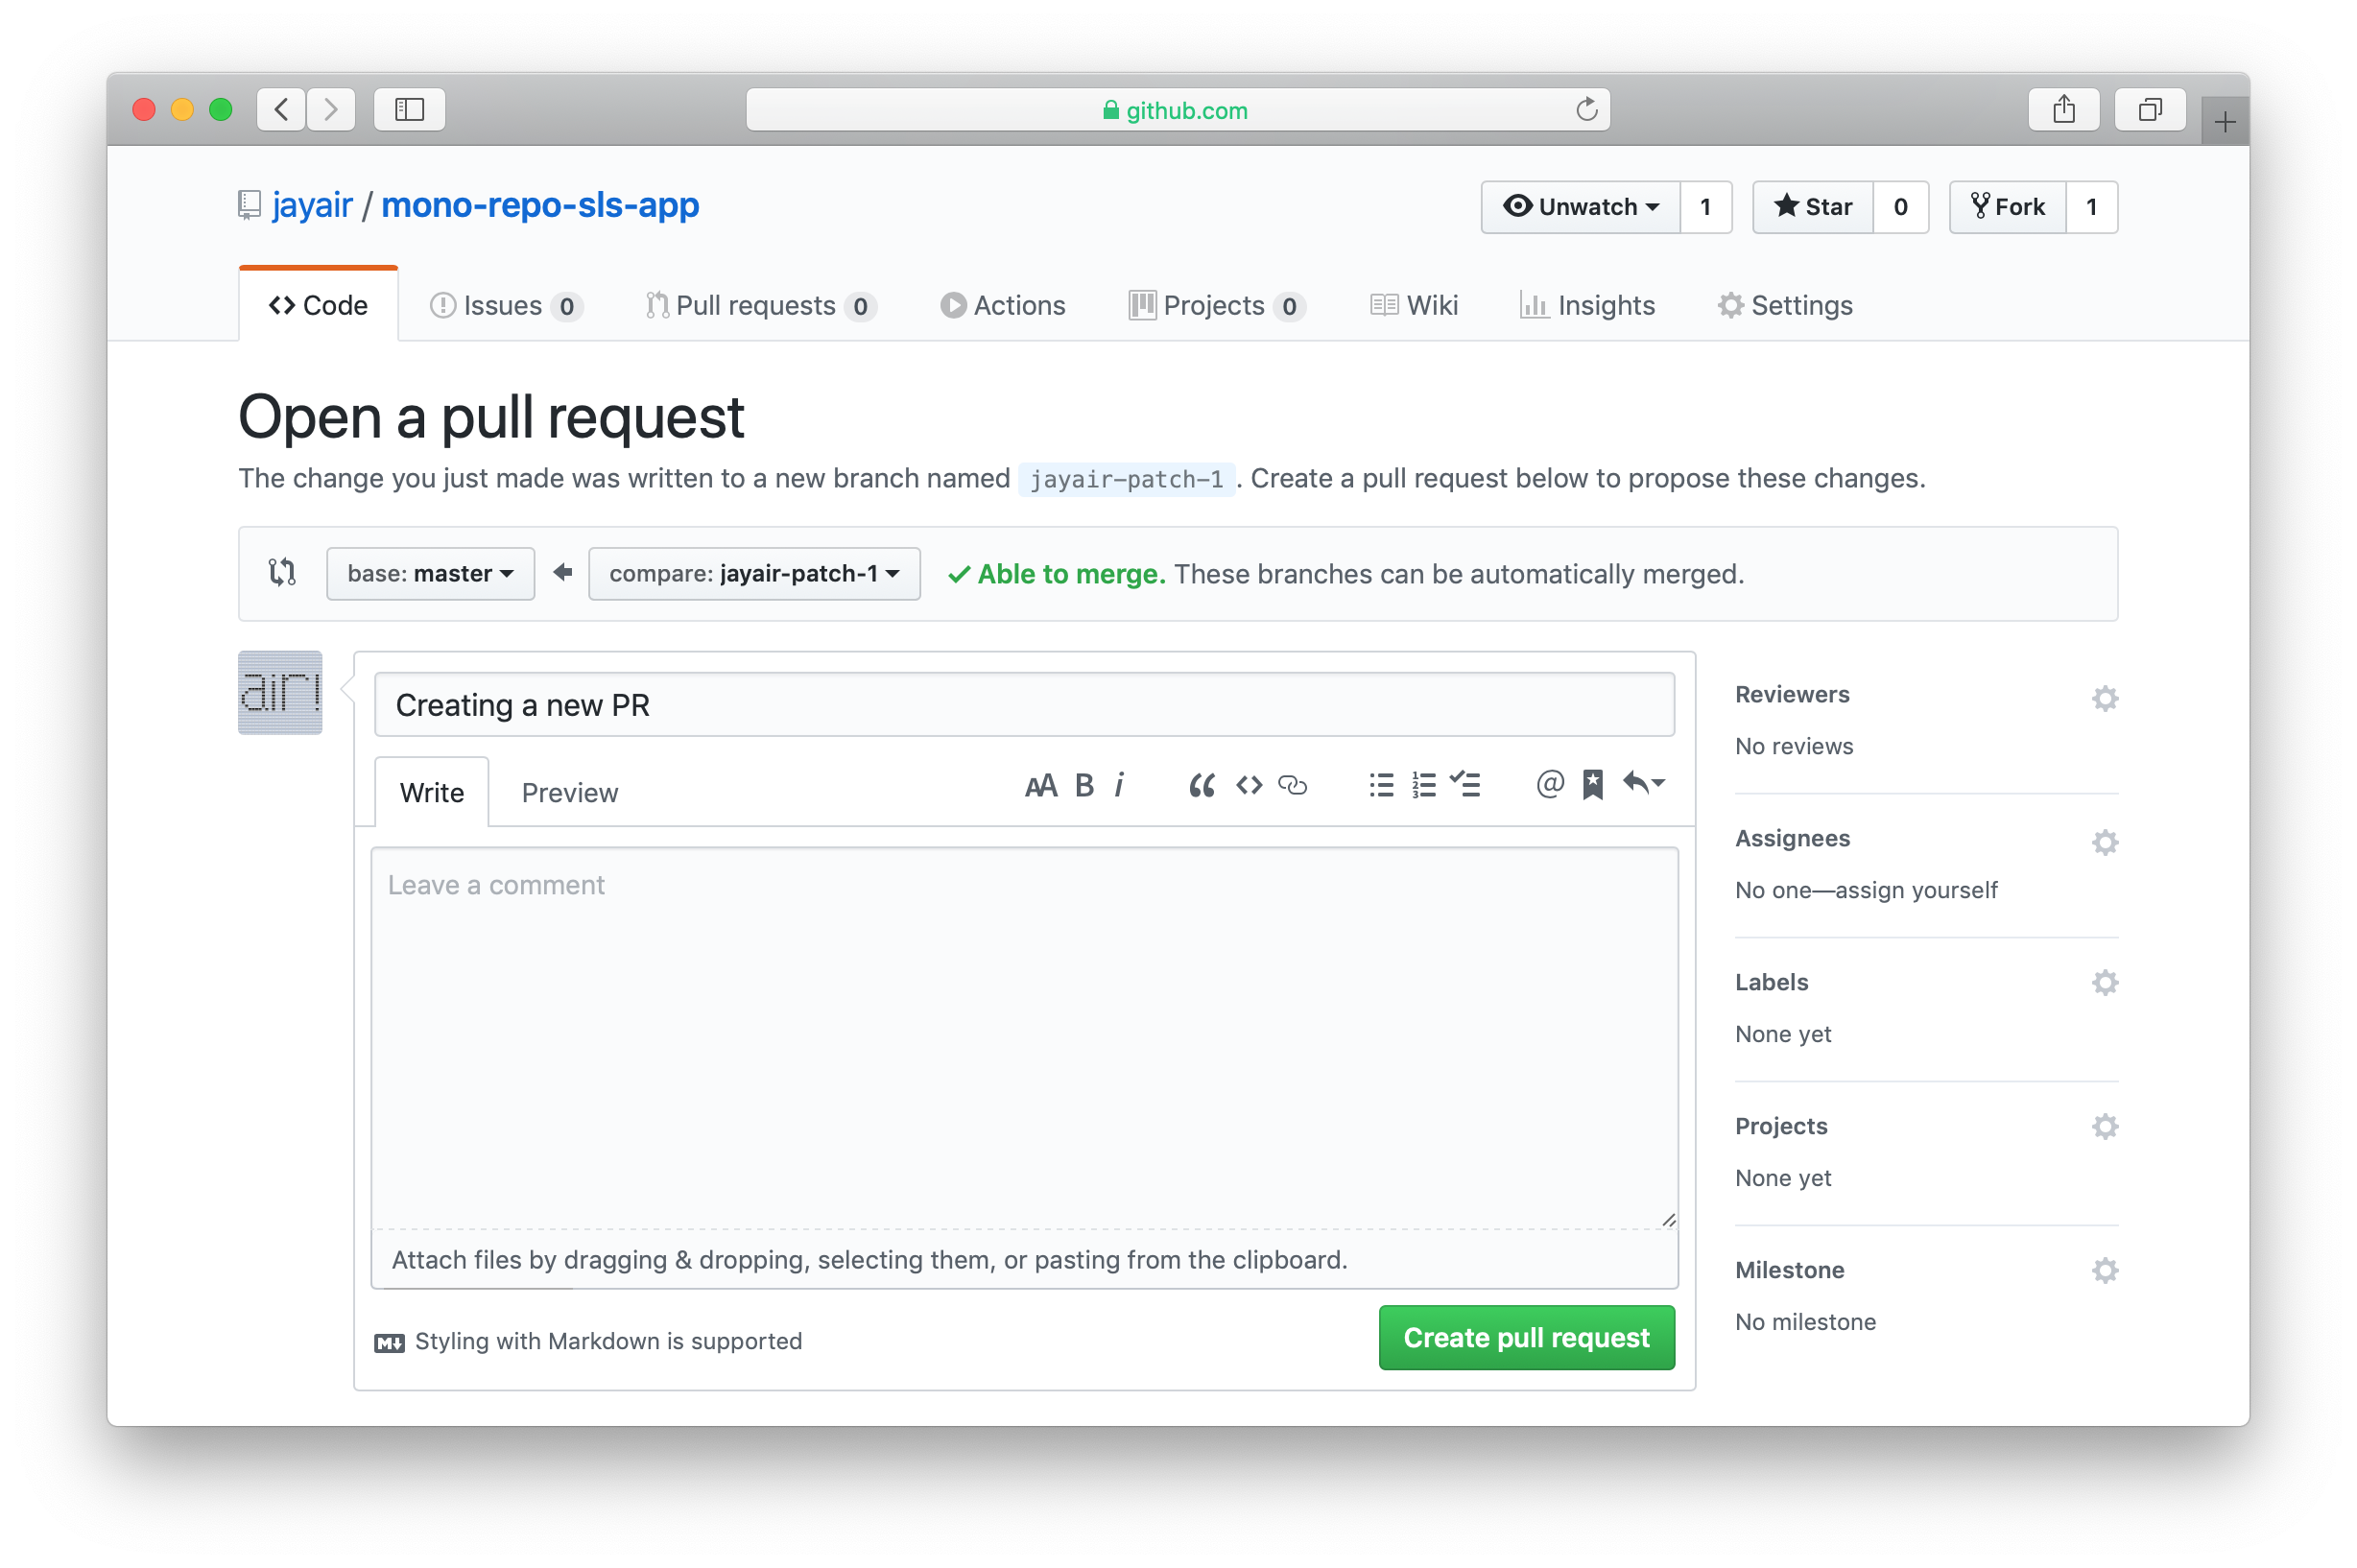 github.com
jayair / mono-repo-sls-app
Unwatch 1 Star 0 Fork 1
Code Issues 0 Pull requests 0 Actions Projects 0 Wiki Insights Settings
Open a pull request
The change you just made was written to a new branch named jayair-patch-1. Create a pull request below to propose these changes.
base: master compare: jayair-patch-1 Able to merge. These branches can be automatically merged.
air
Creating a new PR
Write Preview
AA B i
Leave a comment
Attach files by dragging & dropping, selecting them, or pasting from the clipboard.
M Styling with Markdown is supported
Create pull request
Reviewers
No reviews
Assignees
No one—assign yourself
Labels
None yet
Projects
None yet
Milestone
No milestone